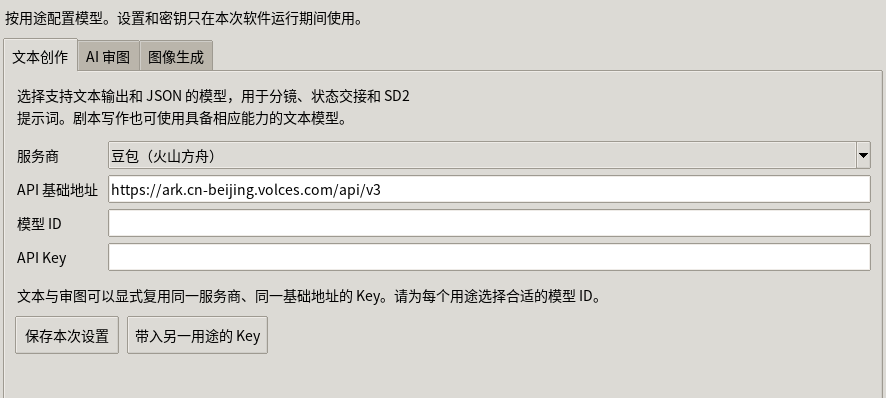 按用途配置模型。设置和密钥只在本次软件运行期间使用。
文本创作 AI 审图 图像生成
选择支持文本输出和 JSON 的模型，用于分镜、状态交接和 SD2
提示词。剧本写作也可使用具备相应能力的文本模型。
服务商 豆包（火山方舟）
API 基础地址 https://ark.cn-beijing.volces.com/api/v3
模型 ID
API Key
文本与审图可以显式复用同一服务商、同一基础地址的 Key。请为每个用途选择合适的模型 ID。
保存本次设置 带入另一用途的 Key